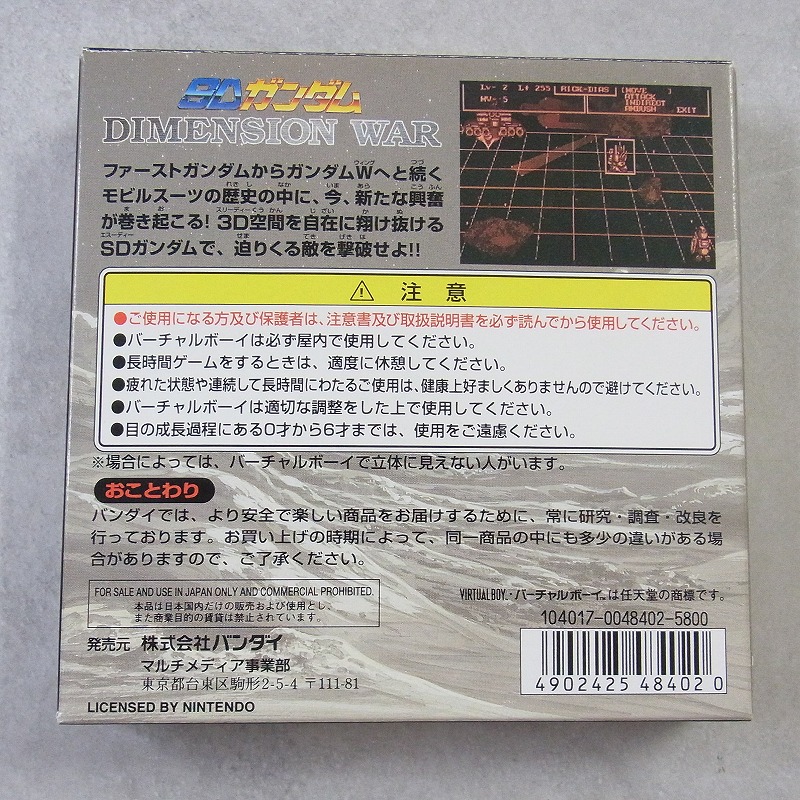 SDガンダム
DIMENSION WAR
ファーストガンダムからガンダムWへと続く
モビルスーツの歴史の中に、今、新たな興奮
が巻き起こる! 3D空間を自在に翔け抜ける
SDガンダムで、迫りくる敵を撃破せよ!!
Lv- 2 Lt 255 RICK-DIAS
MV- 5
MOVE
ATTACK
INDIRECT
AMBUSH EXIT
注意
●ご使用になる方及び保護者は、注意書及び取扱説明書を必ず読んでから使用してください。
●バーチャルボーイは必ず屋内で使用してください。
●長時間ゲームをするときは、適度に休憩してください。
●疲れた状態や連続して長時間にわたるご使用は、健康上好ましくありませんので避けてください。
●バーチャルボーイは適切な調整をした上で使用してください。
●目の成長過程にある0才から6才までは、使用をご遠慮ください。
※場合によっては、バーチャルボーイで立体に見えない人がいます。
おことわり
バンダイでは、より安全で楽しい商品をお届けするために、常に研究・調査・改良を
行っております。お買い上げの時期によって、同一商品の中にも多少の違いがある場
合がありますので、ご了承ください。
FOR SALE AND USE IN JAPAN ONLY AND COMMERCIAL PROHIBITED.
本品は日本国内だけの販売および使用とし、
また商業目的の賃貸は禁止されています。
VIRTUALBOY・バーチャルボーイ™は任天堂の商標です。
104017-0048402-5800
発売元 株式会社バンダイ
マルチメディア事業部
東京都台東区駒形2-5-4 〒111-81
LICENSED BY NINTENDO
4902425 484020